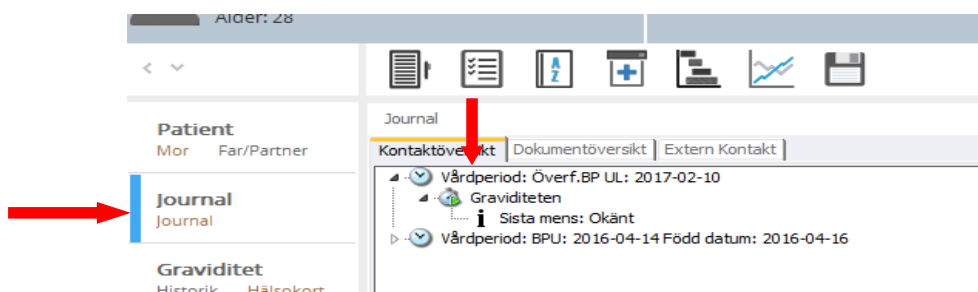 Ålder: 28
Patient
Mor Far/Partner
Journal
Journal
Graviditet
Historik Hälsokort
A
Z
Journal
Kontaktöversikt Dokumentöversikt Extern Kontakt
Vårdperiod: Överf.BP UL: 2017-02-10
Graviditeten
i Sista mens: Okänt
Vårdperiod: BPU: 2016-04-14 Född datum: 2016-04-16